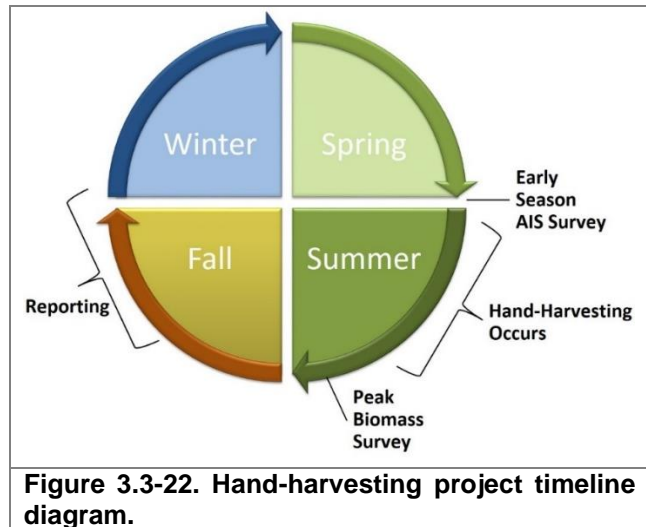 Winter
Spring
Early
Season
AIS Survey
Fall
Summer
Reporting
Hand-Harvesting
Occurs
Peak
Biomass
Survey
Figure 3.3-22. Hand-harvesting project timeline
diagram.